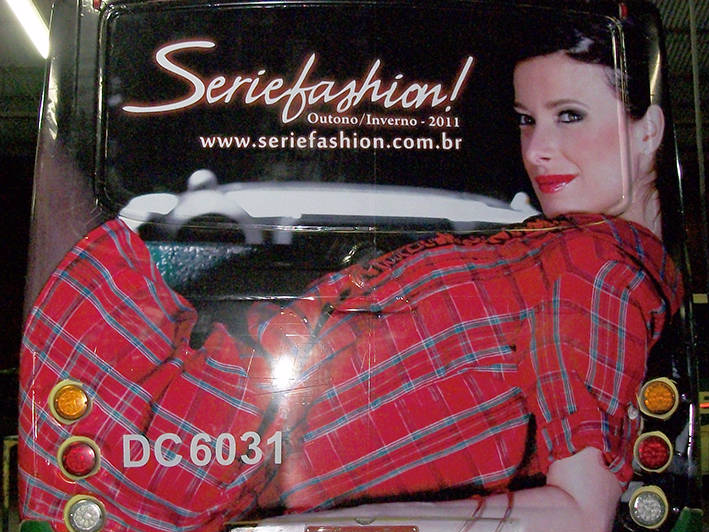 Seriefashion!
Outono/Inverno - 2011
www.seriefashion.com.br
DC6031